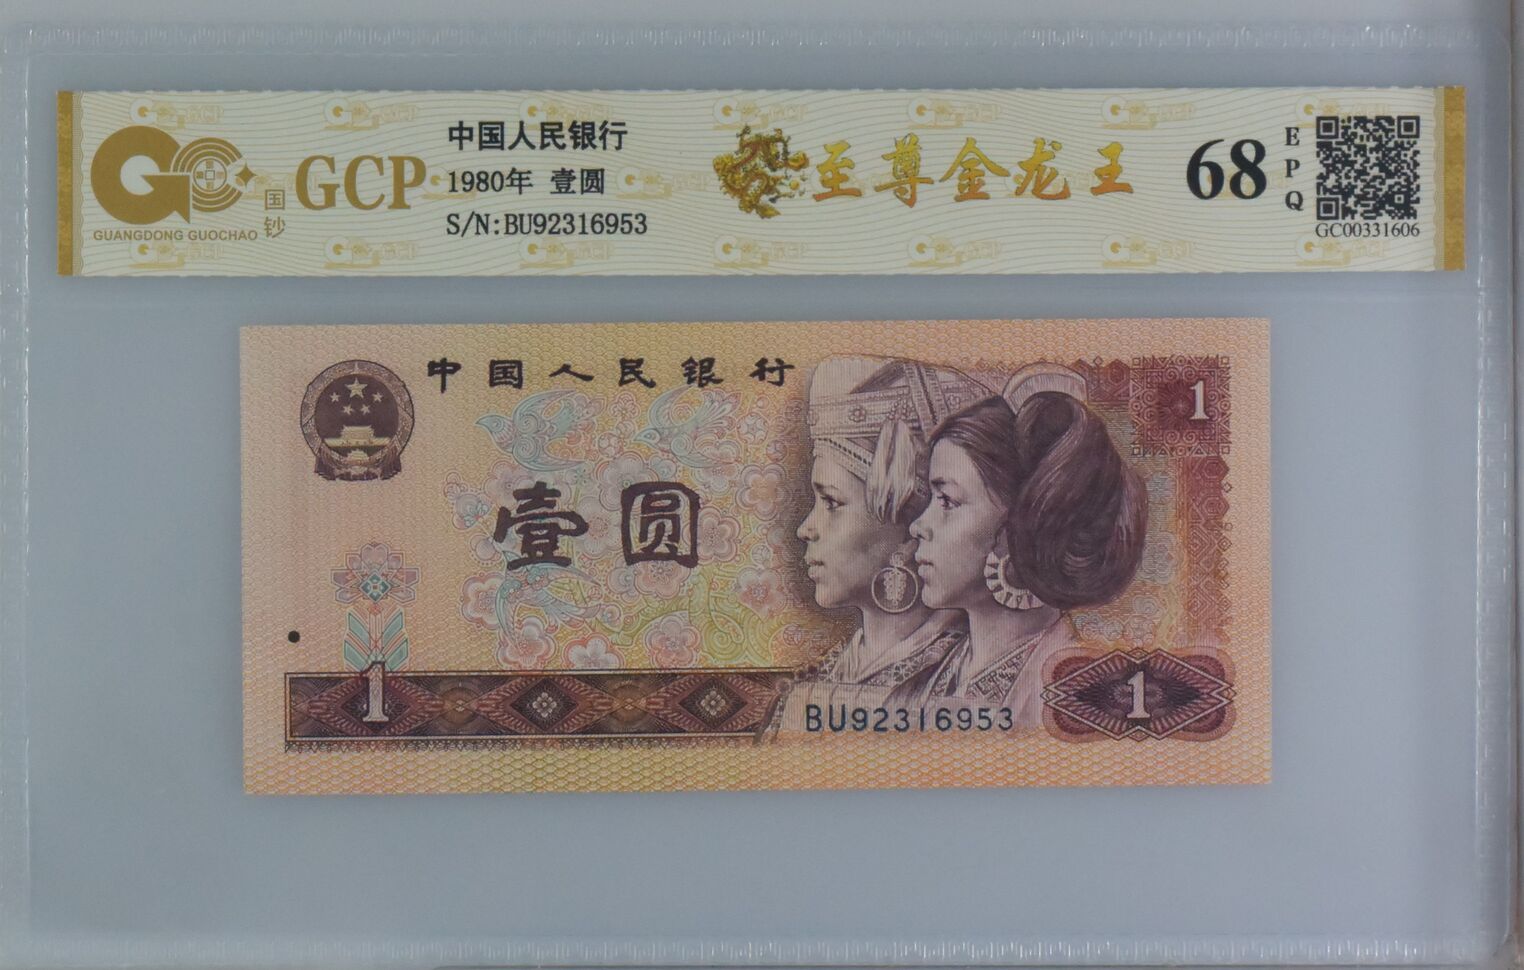 国钞
GUANGDONG GUOCHAO
GCP
中国人民银行
1980年 壹圆
S/N:BU92316953
至尊金龙王
68
EPQ
GC00331606
中国人民银行
1
壹圆
1
BU92316953
1